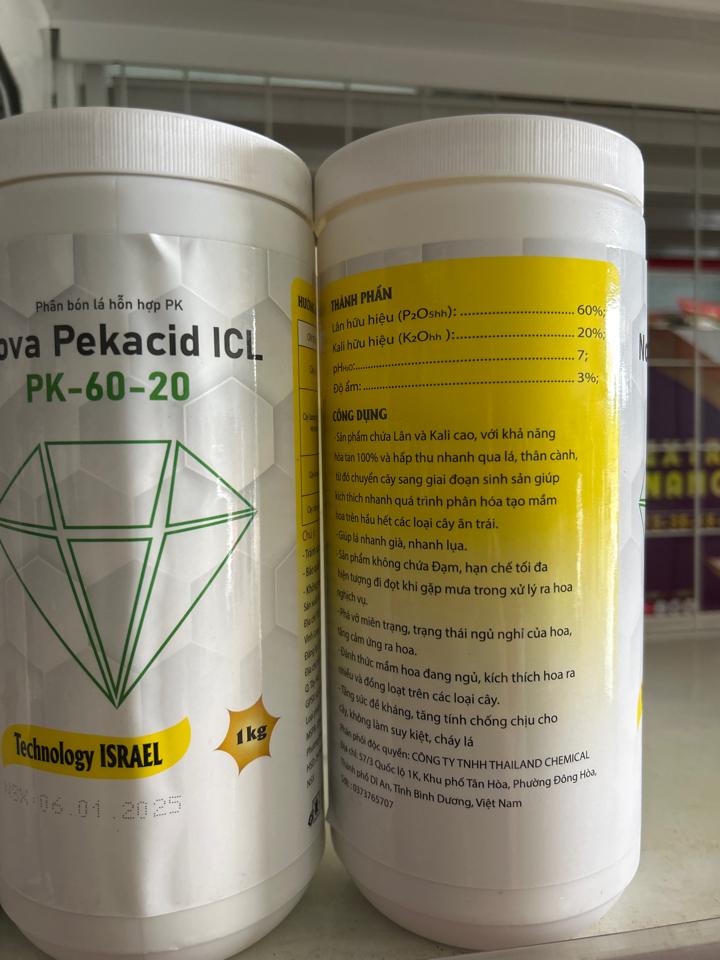 Phân bón lá hỗn hợp PK
ova Pekacid ICL
PK-60-20
Technology ISRAEL
1kg
NSX:06.01.2025
THÀNH PHẦN
Lân hữu hiệu (P₂O₅hh): ........................ 60%;
Kali hữu hiệu (K₂Ohh ):........................ 20%;
pHH₂O:........................ 7;
Độ ẩm: ........................ 3%;
CÔNG DỤNG
-Sản phẩm chứa Lân và Kali cao, với khả năng
hòa tan 100% và hấp thu nhanh qua lá, thân cành,
từ đó chuyển cây sang giai đoạn sinh sản giúp
kích thích nhanh quá trình phân hóa tạo mầm
hoa trên hầu hết các loại cây ăn trái.
-Giúp lá nhanh già, nhanh lụa.
-Sản phẩm không chứa Đạm, hạn chế tối đa
hiện tượng đi đọt khi gặp mưa trong xử lý ra hoa
nghịch vụ.
-Phá vỡ miên trạng, trạng thái ngủ nghỉ của hoa,
tăng cảm ứng ra hoa.
-Đánh thức mầm hoa đang ngủ, kích thích hoa ra
nhiều và đồng loạt trên các loại cây.
-Tăng sức đề kháng, tăng tính chống chịu cho
cây, không làm suy kiệt, cháy lá
Phân phối độc quyền: CÔNG TY TNHH THAILAND CHEMICAL
Địa chỉ: 57/3 Quốc lộ 1K, Khu phố Tân Hòa, Phường Đông Hòa,
Thành phố Dĩ An, Tỉnh Bình Dương, Việt Nam
Sđt : 0373765707